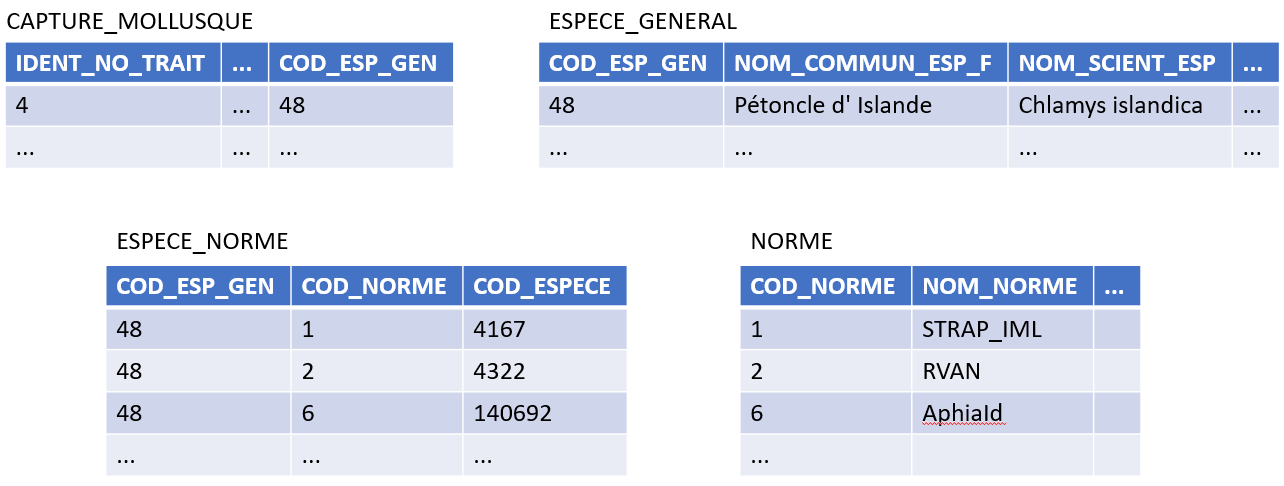 CAPTURE_MOLLUSQUE
IDENT_NO_TRAIT ... COD_ESP_GEN
4 ... 48
... ... ...
ESPECE_GENERAL
COD_ESP_GEN NOM_COMMUN_ESP_F NOM_SCIENT_ESP ...
48 Pétoncle d' Islande Chlamys islandica ...
... ... ... ...
ESPECE_NORME
COD_ESP_GEN COD_NORME COD_ESPECE
48 1 4167
48 2 4322
48 6 140692
... ... ...
NORME
COD_NORME NOM_NORME ...
1 STRAP_IML
2 RVAN
6 AphiaId
...